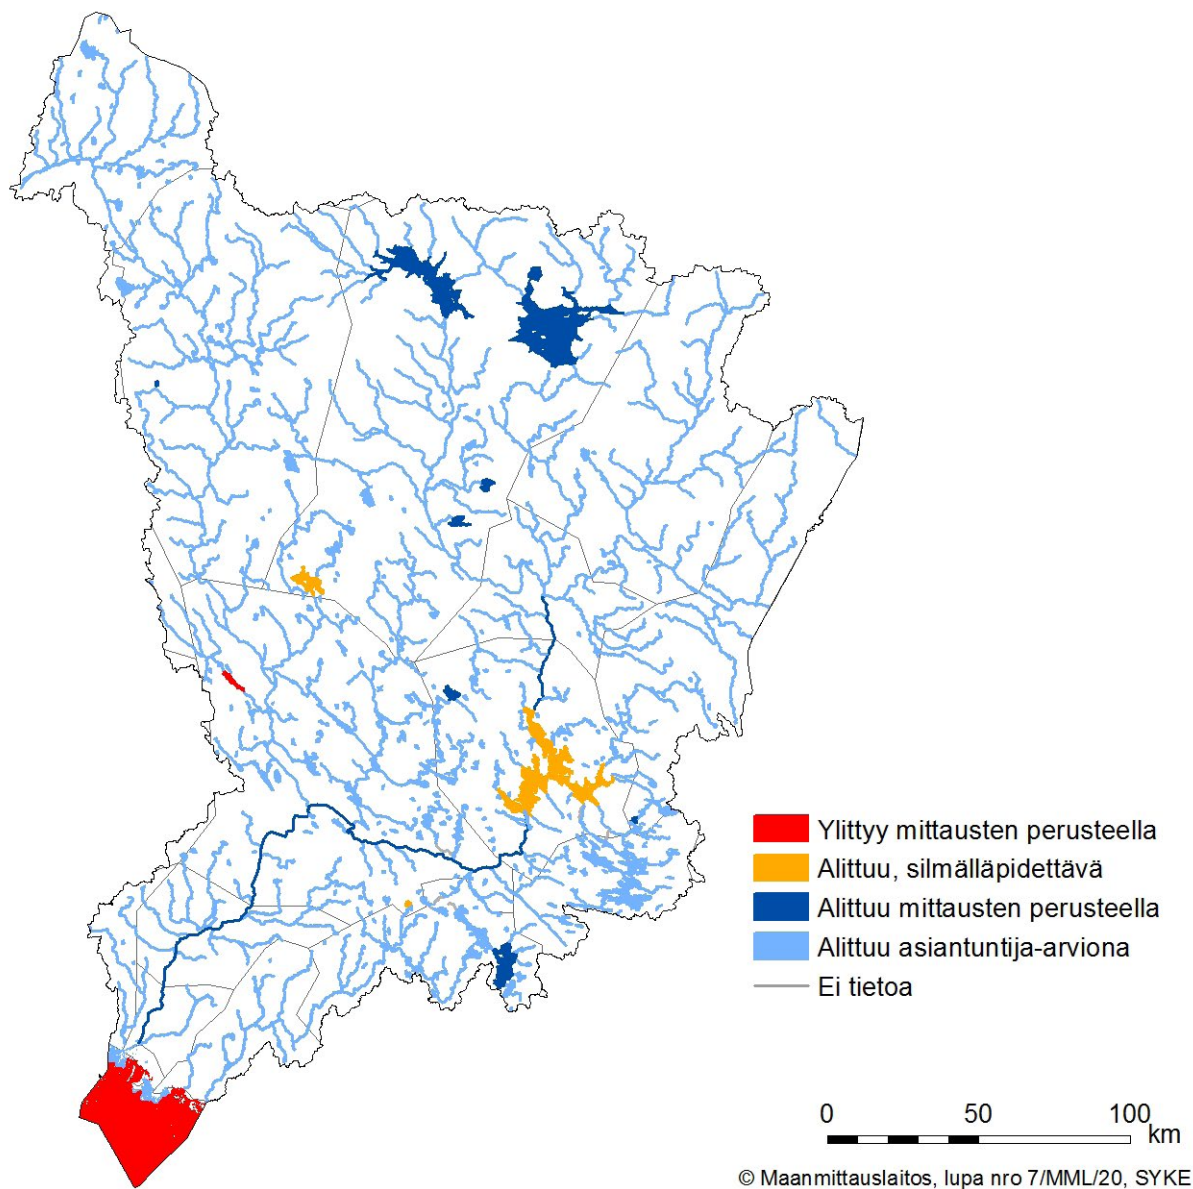 Ylittyy mittausten perusteella
Alittuu, silmälläpidettävä
Alittuu mittausten perusteella
Alittuu asiantuntija-arviona
Ei tietoa
0 50 100
km
© Maanmittauslaitos, lupa nro 7/MML/20, SYKE